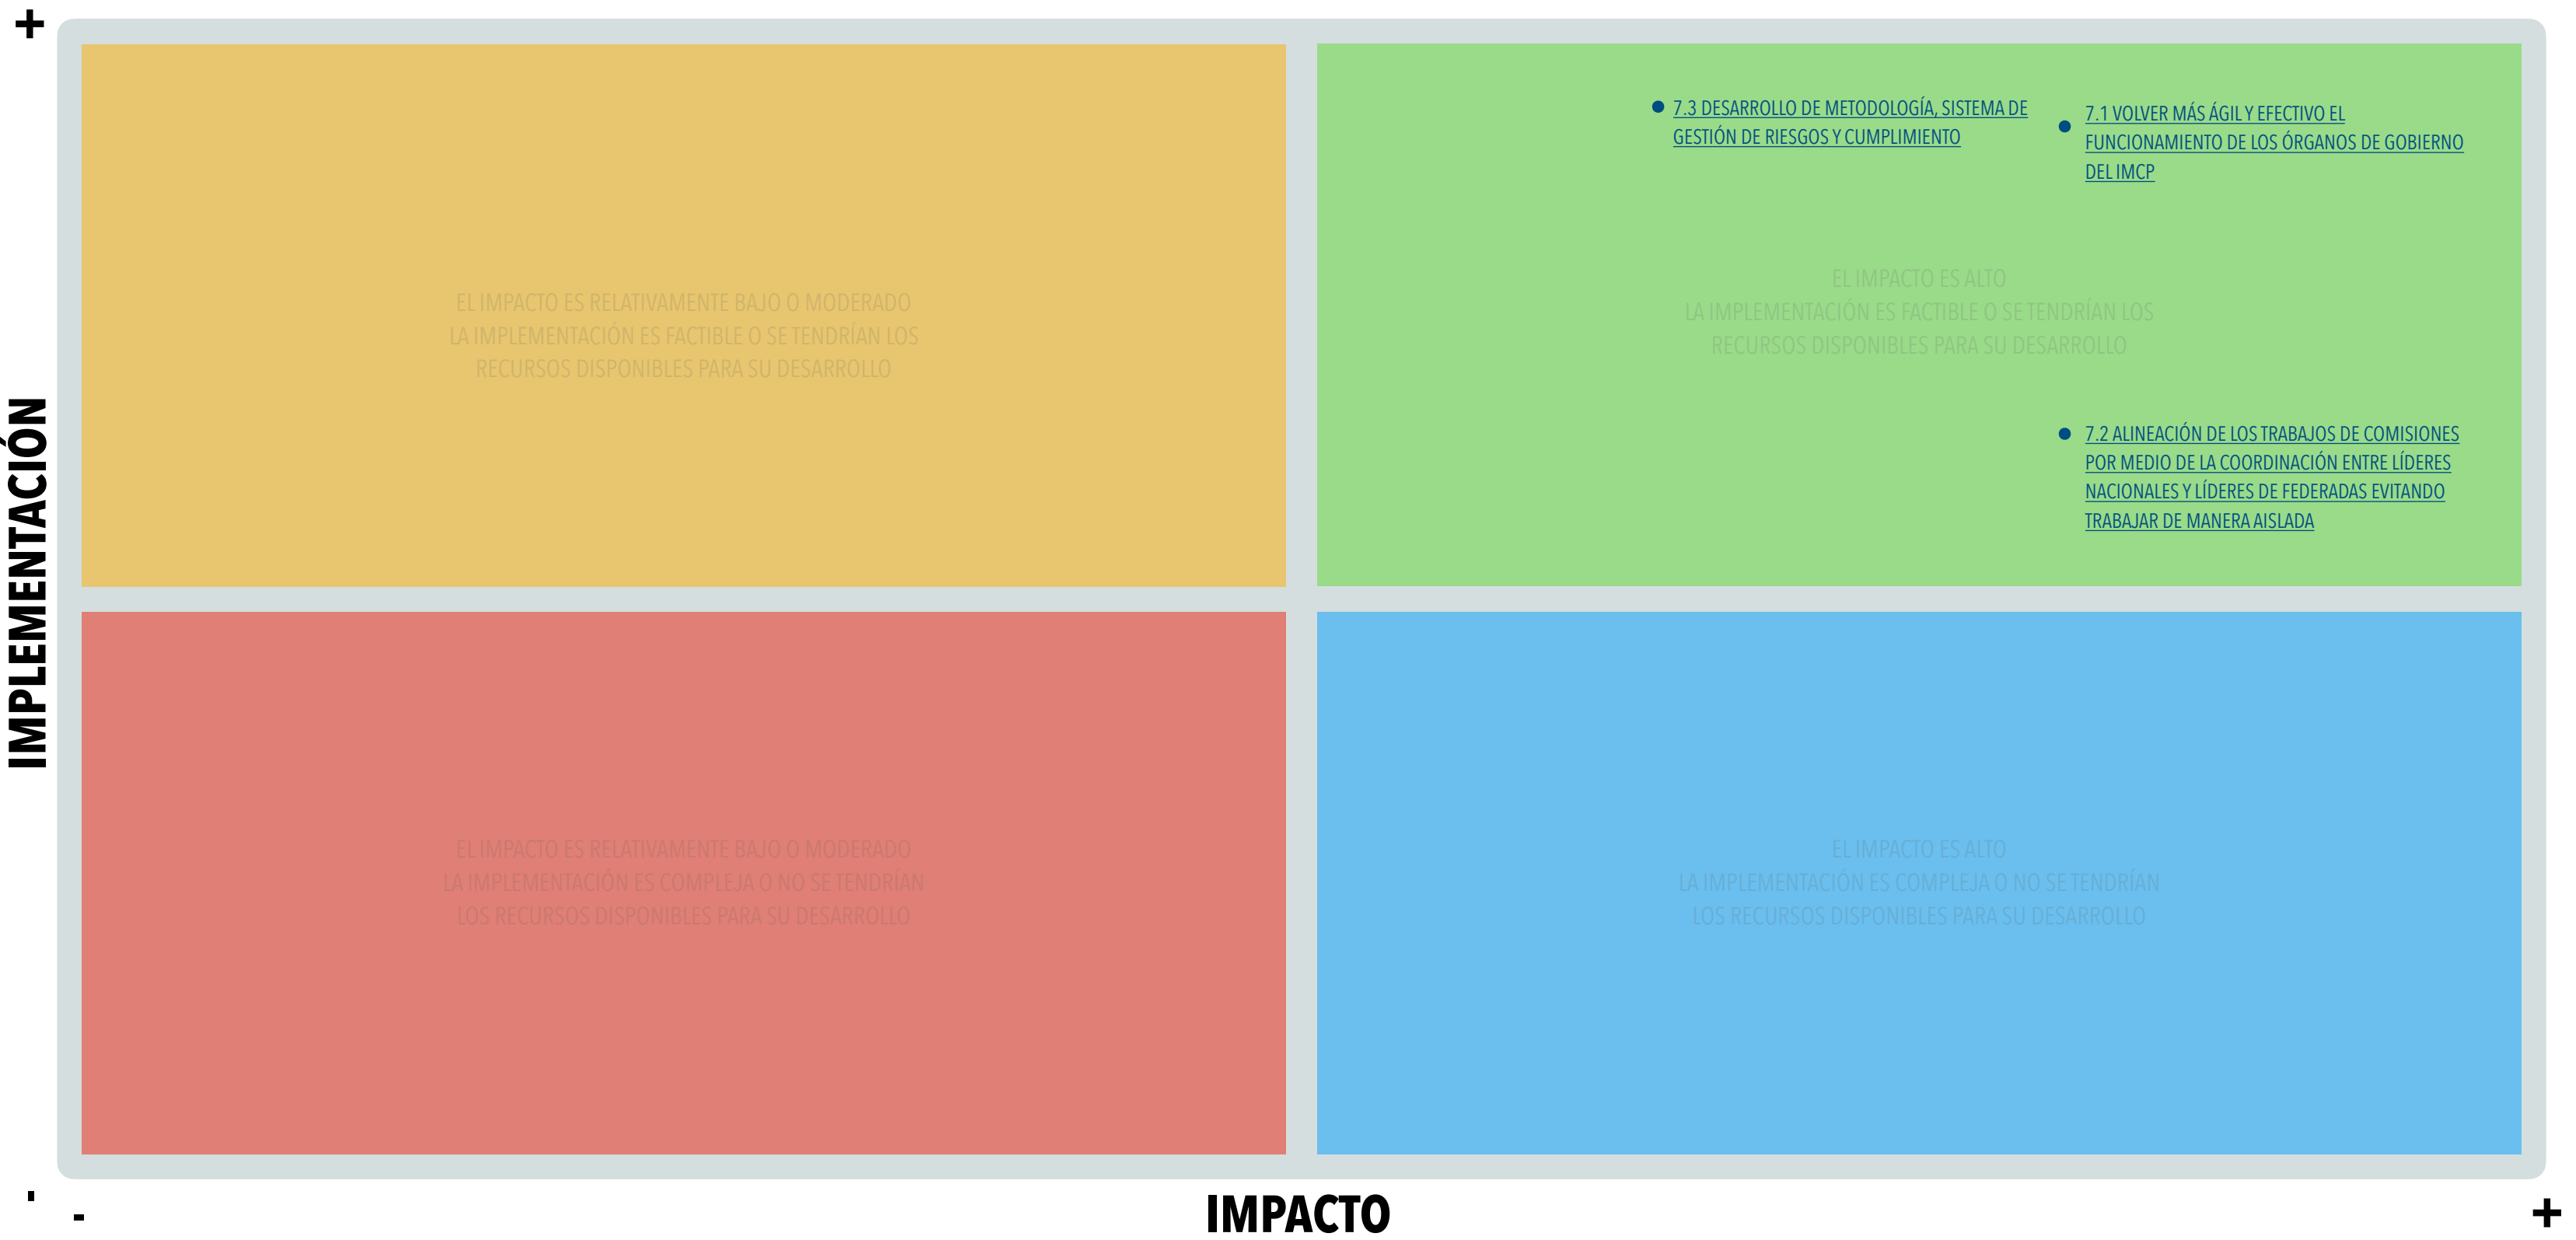 +
7.3 DESARROLLO DE METODOLOGÍA, SISTEMA DE
GESTIÓN DE RIESGOS Y CUMPLIMIENTO
7.1 VOLVER MÁS ÁGIL Y EFECTIVO EL
FUNCIONAMIENTO DE LOS ÓRGANOS DE GOBIERNO
DEL IMCP
EL IMPACTO ES RELATIVAMENTE BAJO O MODERADO
LA IMPLEMENTACIÓN ES FACTIBLE O SE TENDRÍAN LOS
RECURSOS DISPONIBLES PARA SU DESARROLLO
EL IMPACTO ES ALTO
LA IMPLEMENTACIÓN ES FACTIBLE O SE TENDRÍAN LOS
RECURSOS DISPONIBLES PARA SU DESARROLLO
7.2 ALINEACIÓN DE LOS TRABAJOS DE COMISIONES
POR MEDIO DE LA COORDINACIÓN ENTRE LÍDERES
NACIONALES Y LÍDERES DE FEDERADAS EVITANDO
TRABAJAR DE MANERA AISLADA
IMPLEMENTACIÓN
EL IMPACTO ES RELATIVAMENTE BAJO O MODERADO
LA IMPLEMENTACIÓN ES COMPLEJA O NO SE TENDRÍAN
LOS RECURSOS DISPONIBLES PARA SU DESARROLLO
EL IMPACTO ES ALTO
LA IMPLEMENTACIÓN ES COMPLEJA O NO SE TENDRÍAN
LOS RECURSOS DISPONIBLES PARA SU DESARROLLO
-
-
IMPACTO
+